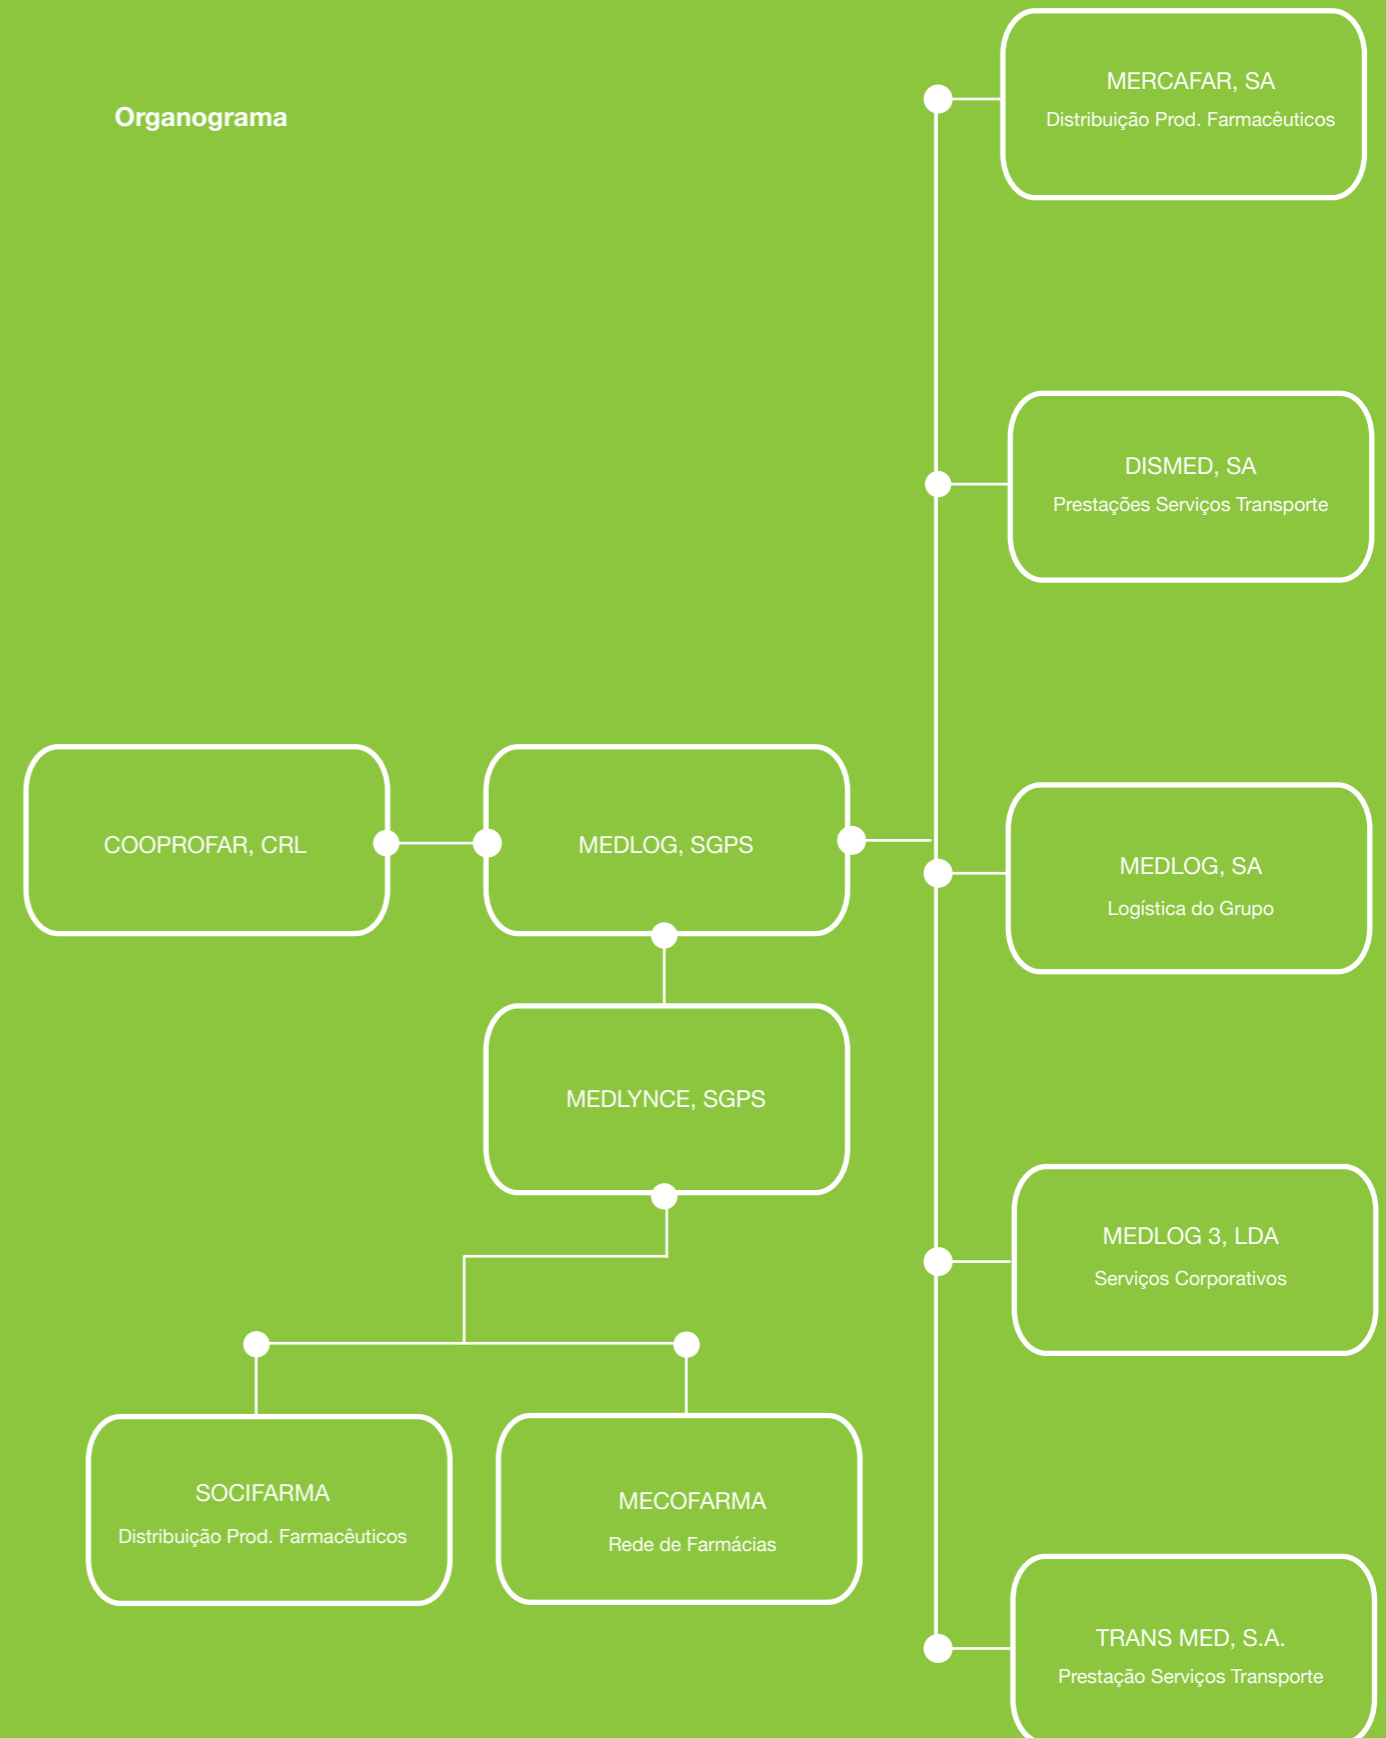 Organograma
MERCAFAR, SA
Distribuição Prod. Farmacêuticos
DISMED, SA
Prestações Serviços Transporte
COOPROFAR, CRL
MEDLOG, SGPS
MEDLOG, SA
Logística do Grupo
MEDLYNCE, SGPS
MEDLOG 3, LDA
Serviços Corporativos
SOCIFARMA
Distribuição Prod. Farmacêuticos
MECOFARMA
Rede de Farmácias
TRANS MED, S.A.
Prestação Serviços Transporte